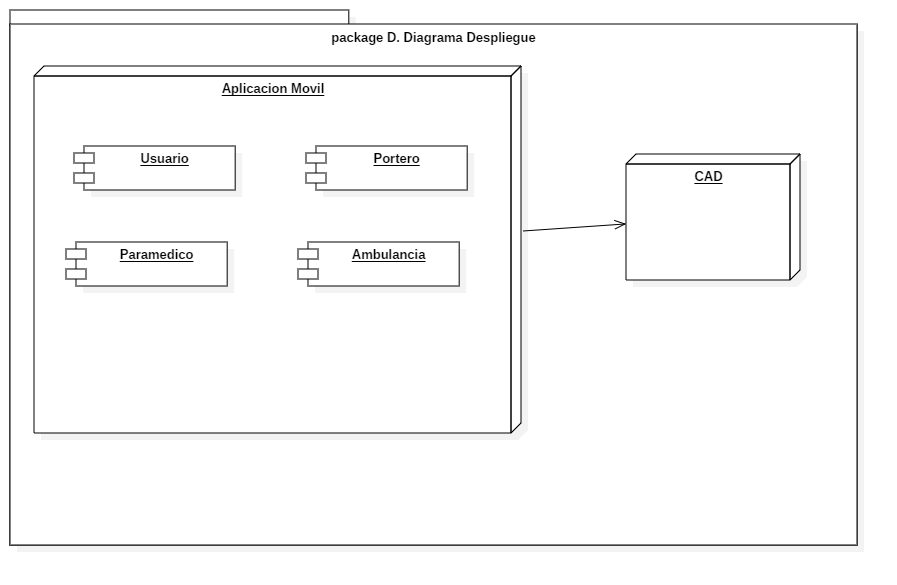 package D. Diagrama Despliegue
Aplicacion Movil
Usuario
Portero
CAD
Paramedico
Ambulancia